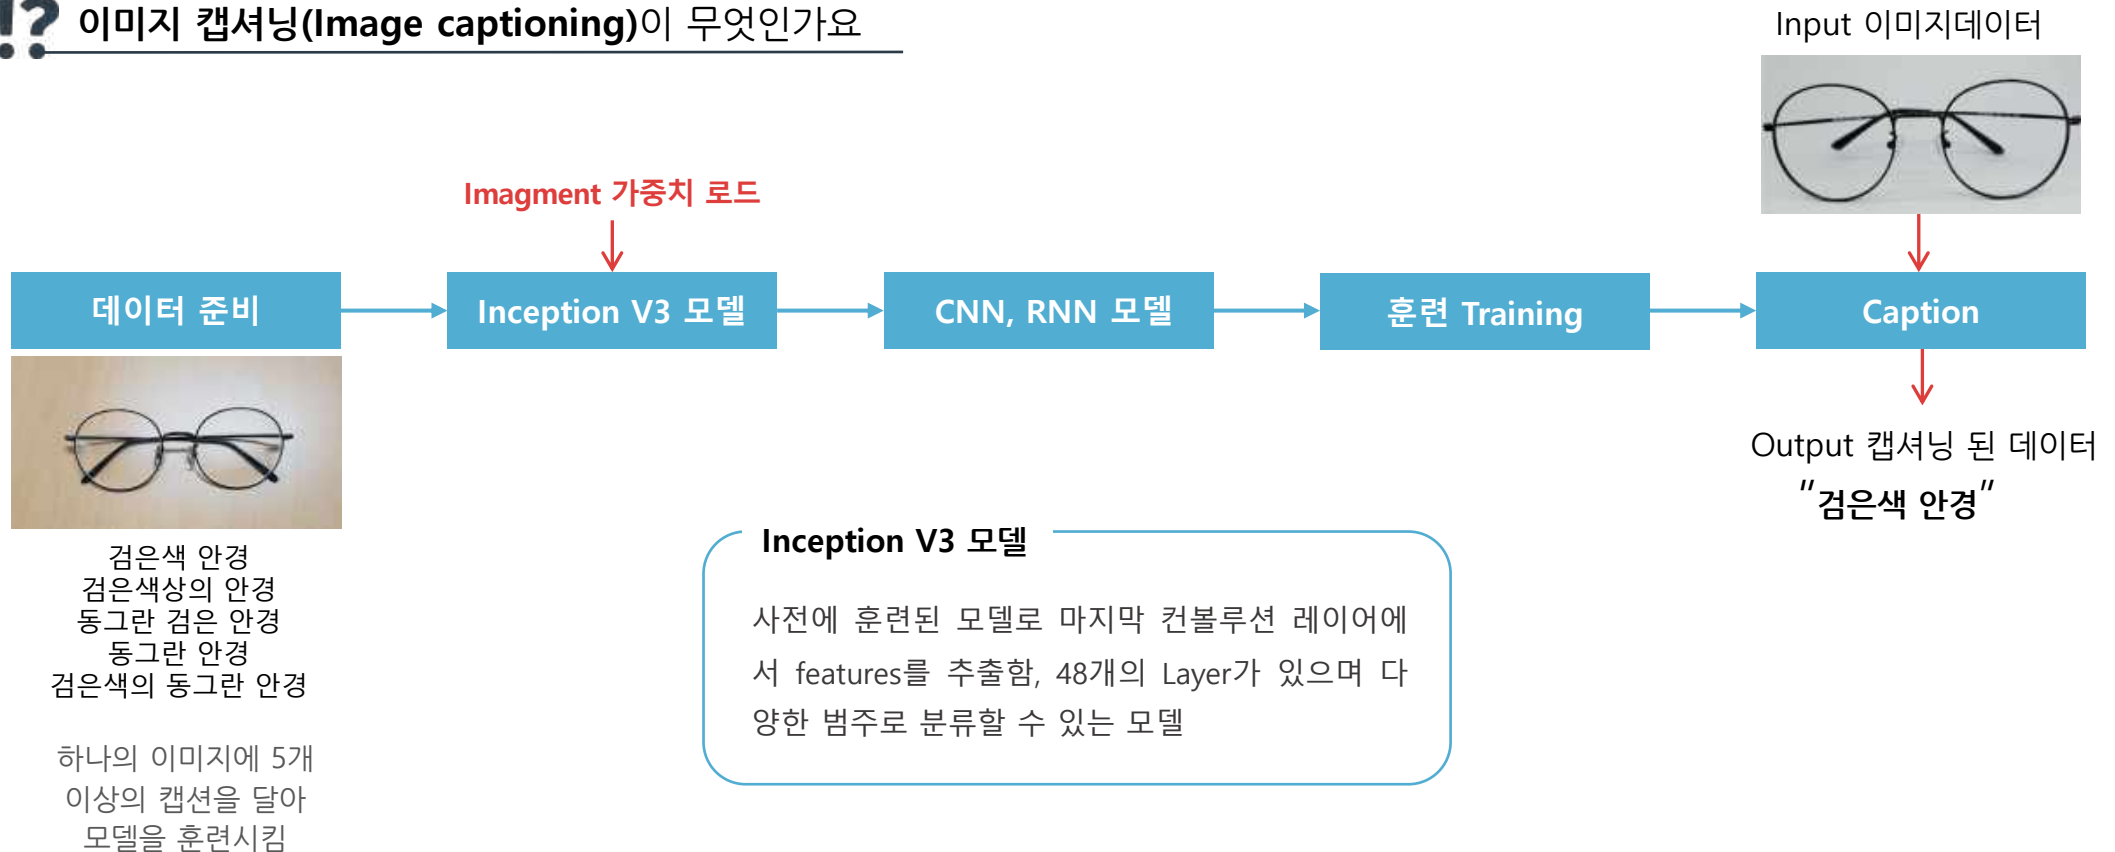 !? 이미지 캡셔닝(Image captioning)이 무엇인가요
Input 이미지데이터
Imagment 가중치 로드
데이터 준비
Inception V3 모델
CNN, RNN 모델
훈련 Training
Caption
Output 캡셔닝 된 데이터
"검은색 안경"
검은색 안경
검은색상의 안경
동그란 검은 안경
동그란 안경
검은색의 동그란 안경
하나의 이미지에 5개
이상의 캡션을 달아
모델을 훈련시킴
Inception V3 모델
사전에 훈련된 모델로 마지막 컨볼루션 레이어에
서 features를 추출함, 48개의 Layer가 있으며 다
양한 범주로 분류할 수 있는 모델